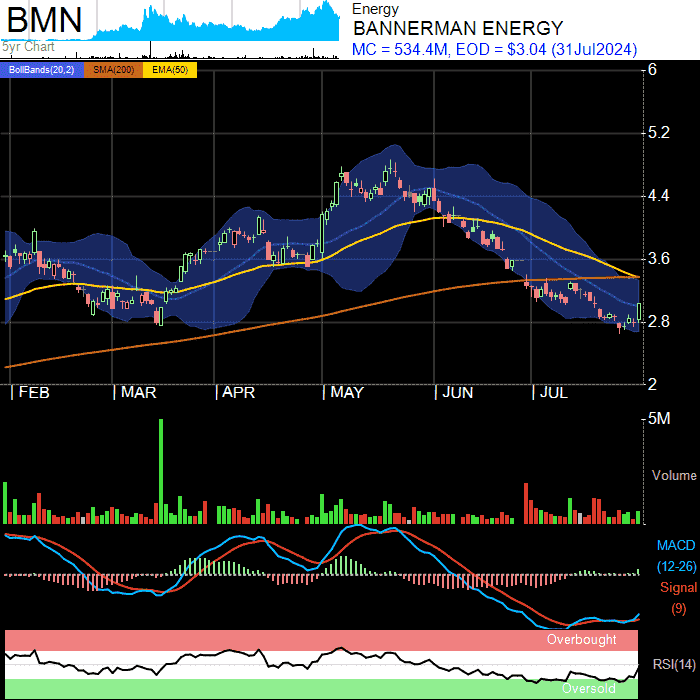 BMN
5yr Chart
Energy
BANNERMAN ENERGY
MC = 534.4M, EOD = $3.04 (31Jul2024)
BollBands(20,2) SMA(200) EMA(50)
6
5.2
4.4
3.6
2.8
2
FEB MAR APR MAY JUN JUL
5M
Volume
MACD
(12-26)
Signal
(9)
Overbought
RSI(14)
Oversold